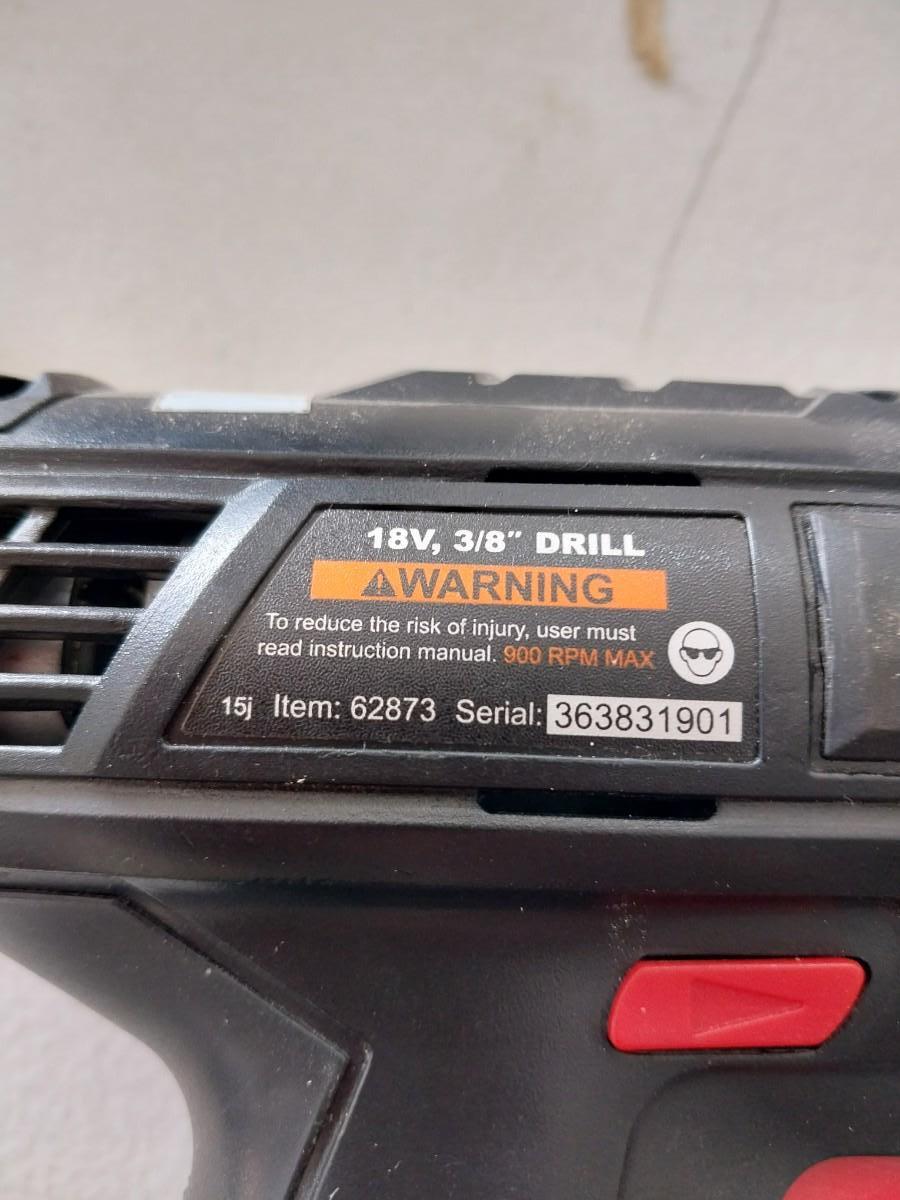 18V, 3/8″ DRILL
⚠WARNING
To reduce the risk of injury, user must
read instruction manual. 900 RPM MAX
15j Item: 62873 Serial: 363831901